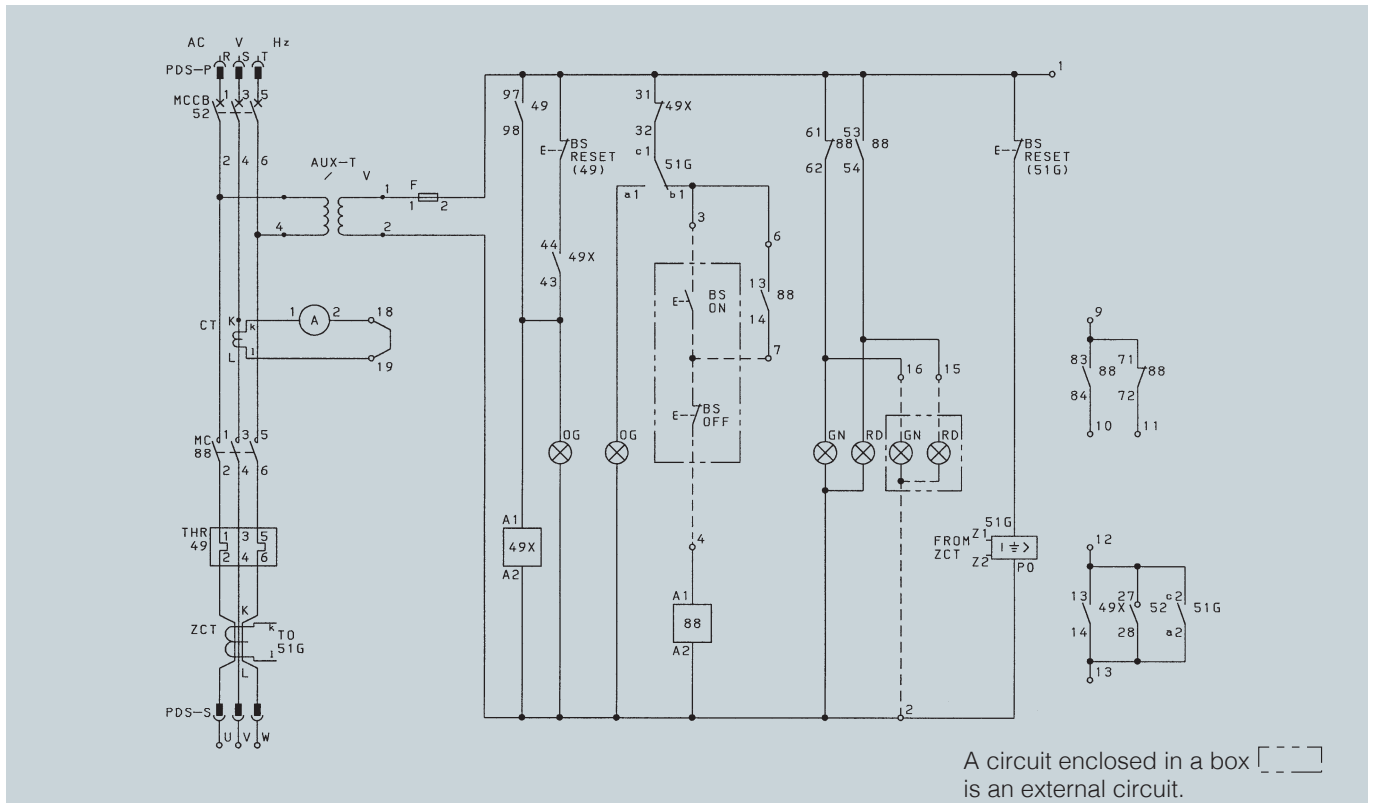 AC V Hz
R S T
PDS-P
MCCB
52
1 3 5
2 4 6
AUX-T
V
F
1
1 2
4
2
CT
K
k
L
l
1 A 2
18
19
MC
88
1 3 5
2 4 6
THR
49
1 3 5
2 4 6
ZCT
K
k
TO
51G
l
L
PDS-S
U V W
97
49
98
BS
RESET
(49)
E
44
49X
43
OG
A1
49X
A2
31
49X
32
c1
51G
a1
b1
OG
3
6
E
BS
ON
13
88
14
7
E
BS
OFF
4
A1
88
A2
61
88
62
53
88
54
16
15
GN
RD
GN
RD
2
1
E
BS
RESET
(51G)
51G
FROM
ZCT
Z1
Z2
I >
PO
9
83
88
84
71
88
72
10
11
12
13
49X
14
27
52
28
c2
51G
a2
13
A circuit enclosed in a box
is an external circuit.